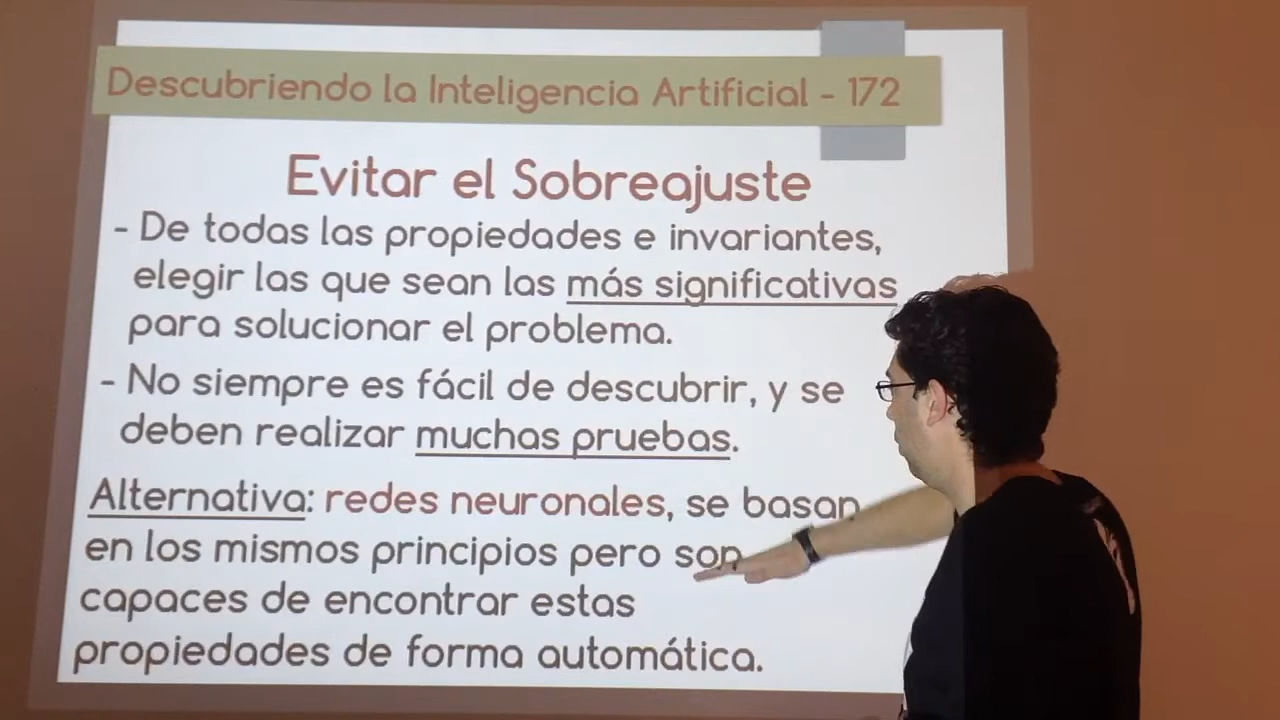 Descubriendo la Inteligencia Artificial - 172
Evitar el Sobreajuste
- De todas las propiedades e invariantes,
elegir las que sean las más significativas
para solucionar el problema.
- No siempre es fácil de descubrir, y se
deben realizar muchas pruebas.
Alternativa: redes neuronales, se basan
en los mismos principios pero son
capaces de encontrar estas
propiedades de forma automática.